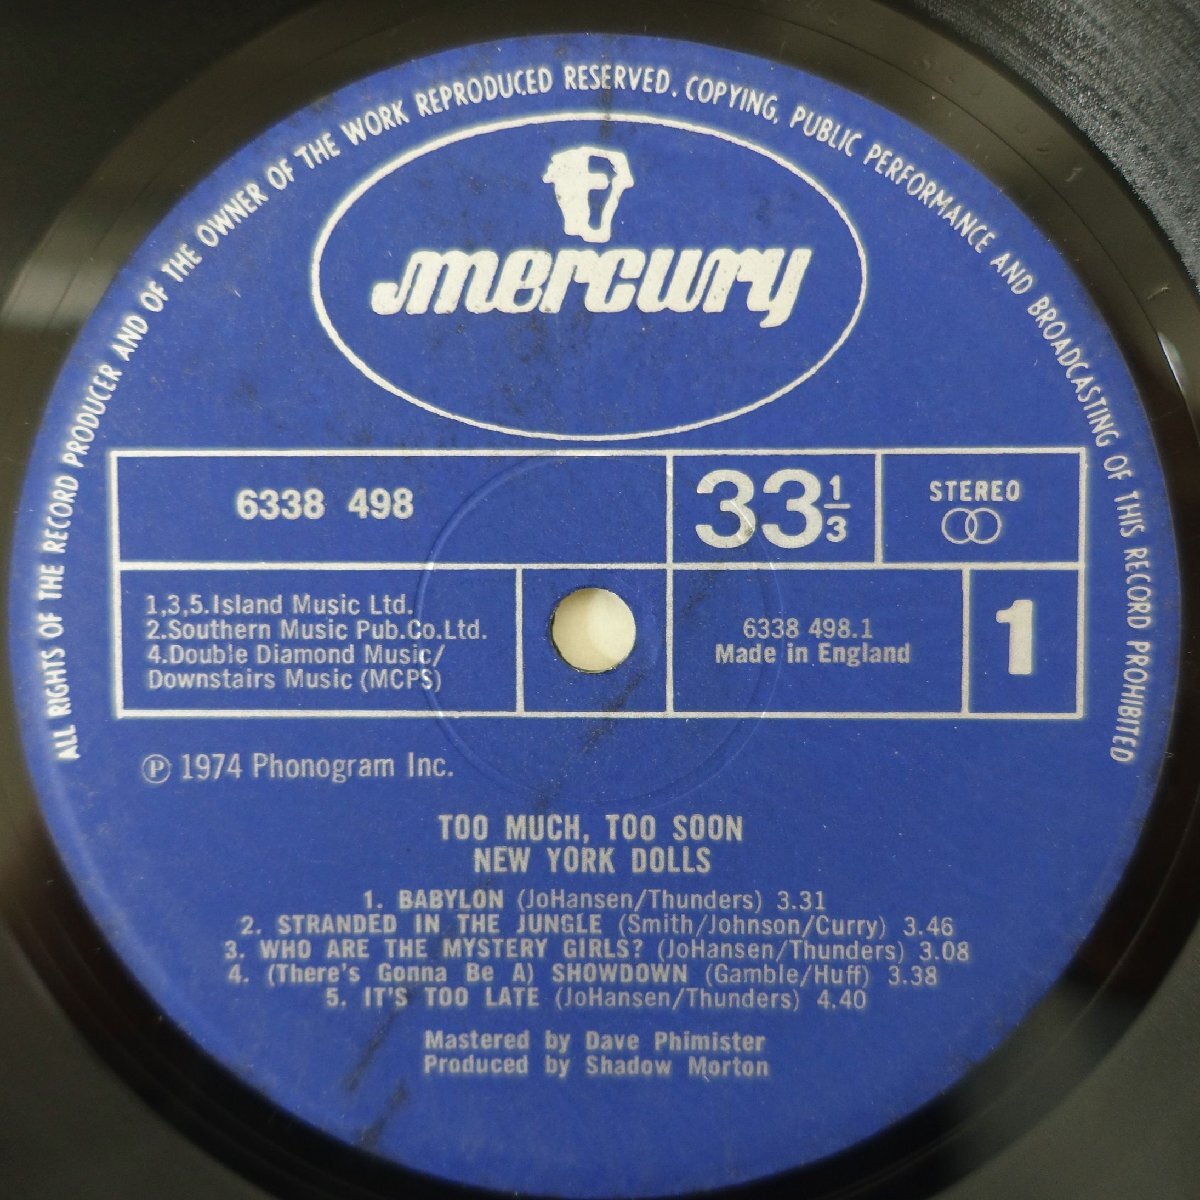 ALL RIGHTS OF THE RECORD PRODUCER AND OF THE OWNER OF THE WORK REPRODUCED RESERVED. COPYING, PUBLIC PERFORMANCE AND BROADCASTING OF THIS RECORD PROHIBITED
mercury
6338 498
33 1/3
STEREO
1,3,5.Island Music Ltd.
2.Southern Music Pub.Co.Ltd.
4.Double Diamond Music/
Downstairs Music (MCPS)
6338 498.1
Made in England
1
℗ 1974 Phonogram Inc.
TOO MUCH, TOO SOON
NEW YORK DOLLS
1. BABYLON (JoHansen/Thunders) 3.31
2. STRANDED IN THE JUNGLE (Smith/Johnson/Curry) 3.46
3. WHO ARE THE MYSTERY GIRLS? (JoHansen/Thunders) 3.08
4. (There's Gonna Be A) SHOWDOWN (Gamble/Huff) 3.38
5. IT'S TOO LATE (JoHansen/Thunders) 4.40
Mastered by Dave Phimister
Produced by Shadow Morton